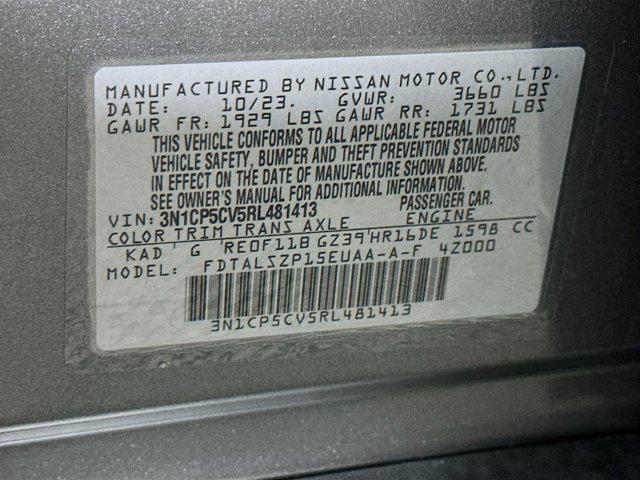 MANUFACTURED BY NISSAN MOTOR CO.,LTD.
DATE: 10/23. GVWR: 3660 LBS
GAWR FR: 1929 LBS GAWR RR: 1731 LBS
THIS VEHICLE CONFORMS TO ALL APPLICABLE FEDERAL MOTOR
VEHICLE SAFETY, BUMPER AND THEFT PREVENTION STANDARDS
IN EFFECT ON THE DATE OF MANUFACTURE SHOWN ABOVE.
SEE OWNER'S MANUAL FOR ADDITIONAL INFORMATION.
VIN: 3N1CP5CV5RL481413 PASSENGER CAR.
COLOR TRIM TRANS AXLE ENGINE
KAD ' G 'RE0F11B GZ39'HR16DE 1598 CC
MODEL: FDTALSZP15EUAA-A-F 42000
3N1CP5CV5RL481413